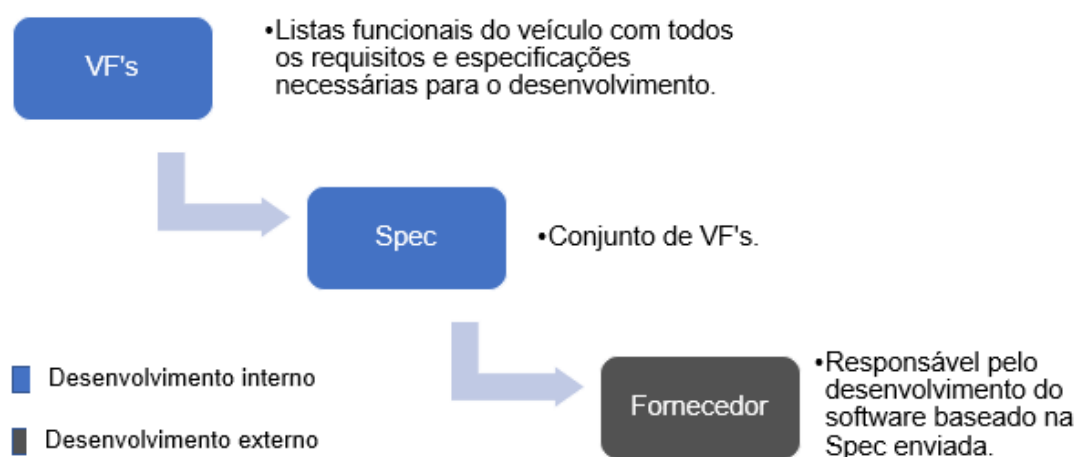 VF's
•Listas funcionais do veículo com todos
os requisitos e especificações
necessárias para o desenvolvimento.
Spec
•Conjunto de VF's.
Fornecedor
•Responsável pelo
desenvolvimento do
software baseado na
Spec enviada.
Desenvolvimento interno
Desenvolvimento externo